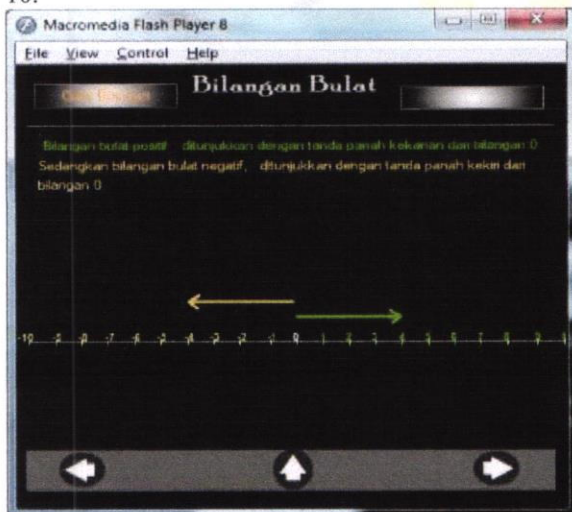 Macromedia Flash Player 8
File View Control Help
Bilangan Bulat
Bilangan bulat positif ditunjukkan dengan tanda panah kekanan dari bilangan 0
Sedangkan bilangan bulat negatif, ditunjukkan dengan tanda panah kekiri dari
bilangan 0
-10 -9 -8 -7 -6 -5 -4 -3 -2 -1 0 1 2 3 4 5 6 7 8 9